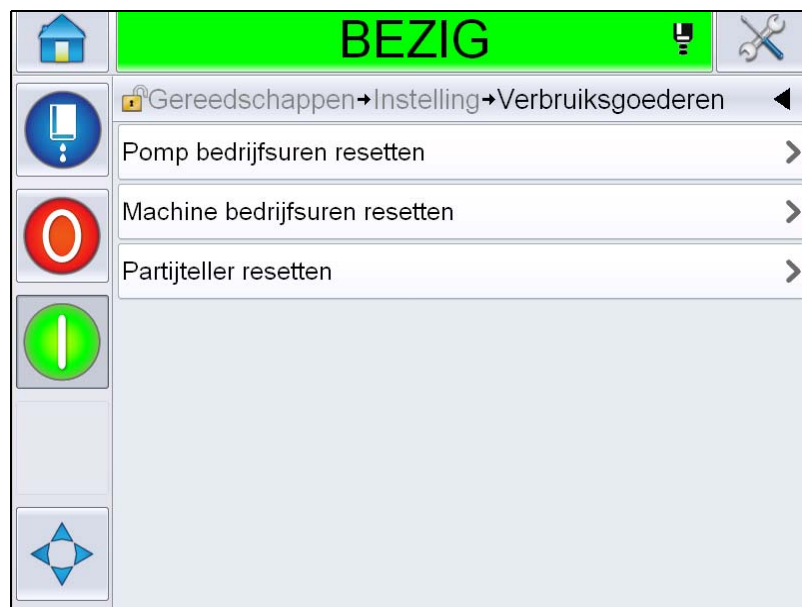 BEZIG
Gereedschappen→Instelling→Verbruiksgoederen
Pomp bedrijfsuren resetten
Machine bedrijfsuren resetten
Partijteller resetten